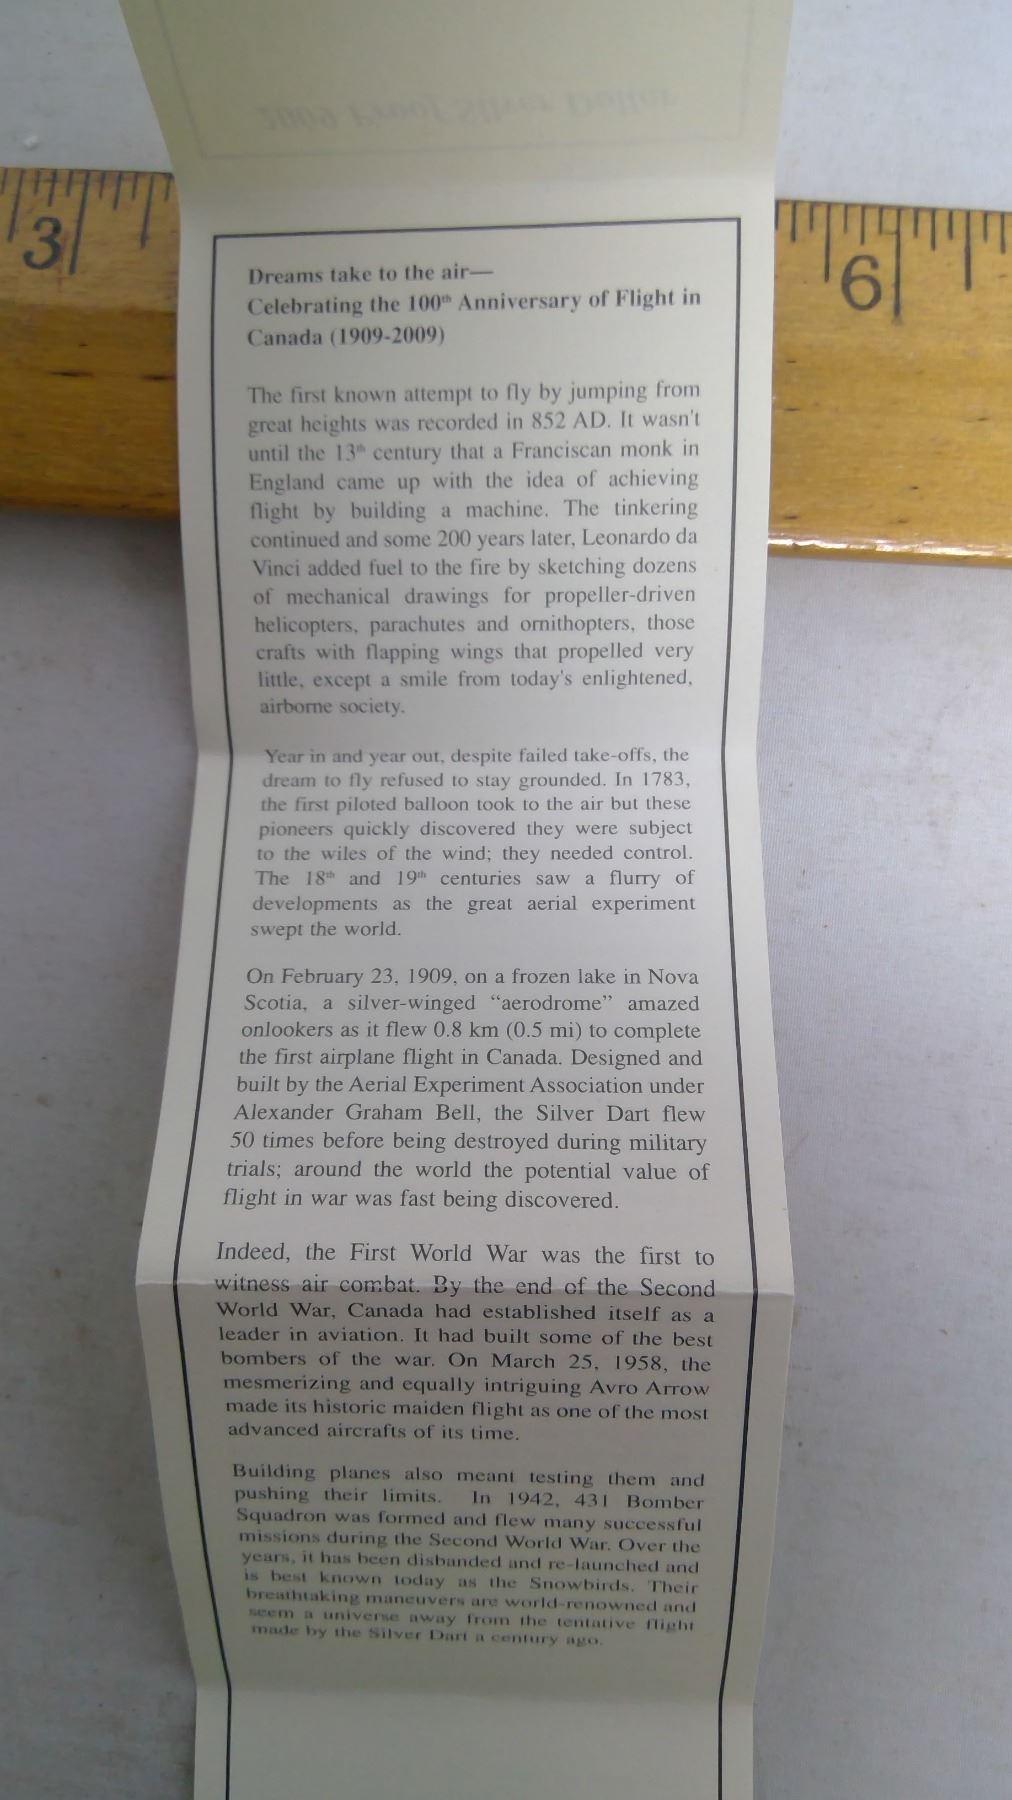 2009 Proof Silver Dollar
3
6
Dreams take to the air—
Celebrating the 100th Anniversary of Flight in
Canada (1909-2009)
The first known attempt to fly by jumping from
great heights was recorded in 852 AD. It wasn't
until the 13th century that a Franciscan monk in
England came up with the idea of achieving
flight by building a machine. The tinkering
continued and some 200 years later, Leonardo da
Vinci added fuel to the fire by sketching dozens
of mechanical drawings for propeller-driven
helicopters, parachutes and ornithopters, those
crafts with flapping wings that propelled very
little, except a smile from today's enlightened,
airborne society.
Year in and year out, despite failed take-offs, the
dream to fly refused to stay grounded. In 1783,
the first piloted balloon took to the air but these
pioneers quickly discovered they were subject
to the wiles of the wind; they needed control.
The 18th and 19th centuries saw a flurry of
developments as the great aerial experiment
swept the world.
On February 23, 1909, on a frozen lake in Nova
Scotia, a silver-winged “aerodrome” amazed
onlookers as it flew 0.8 km (0.5 mi) to complete
the first airplane flight in Canada. Designed and
built by the Aerial Experiment Association under
Alexander Graham Bell, the Silver Dart flew
50 times before being destroyed during military
trials; around the world the potential value of
flight in war was fast being discovered.
Indeed, the First World War was the first to
witness air combat. By the end of the Second
World War, Canada had established itself as a
leader in aviation. It had built some of the best
bombers of the war. On March 25, 1958, the
mesmerizing and equally intriguing Avro Arrow
made its historic maiden flight as one of the most
advanced aircrafts of its time.
Building planes also meant testing them and
pushing their limits. In 1942, 431 Bomber
Squadron was formed and flew many successful
missions during the Second World War. Over the
years, it has been disbanded and re-launched and
is best known today as the Snowbirds. Their
breathtaking maneuvers are world-renowned and
seem a universe away from the tentative flight
made by the Silver Dart a century ago.